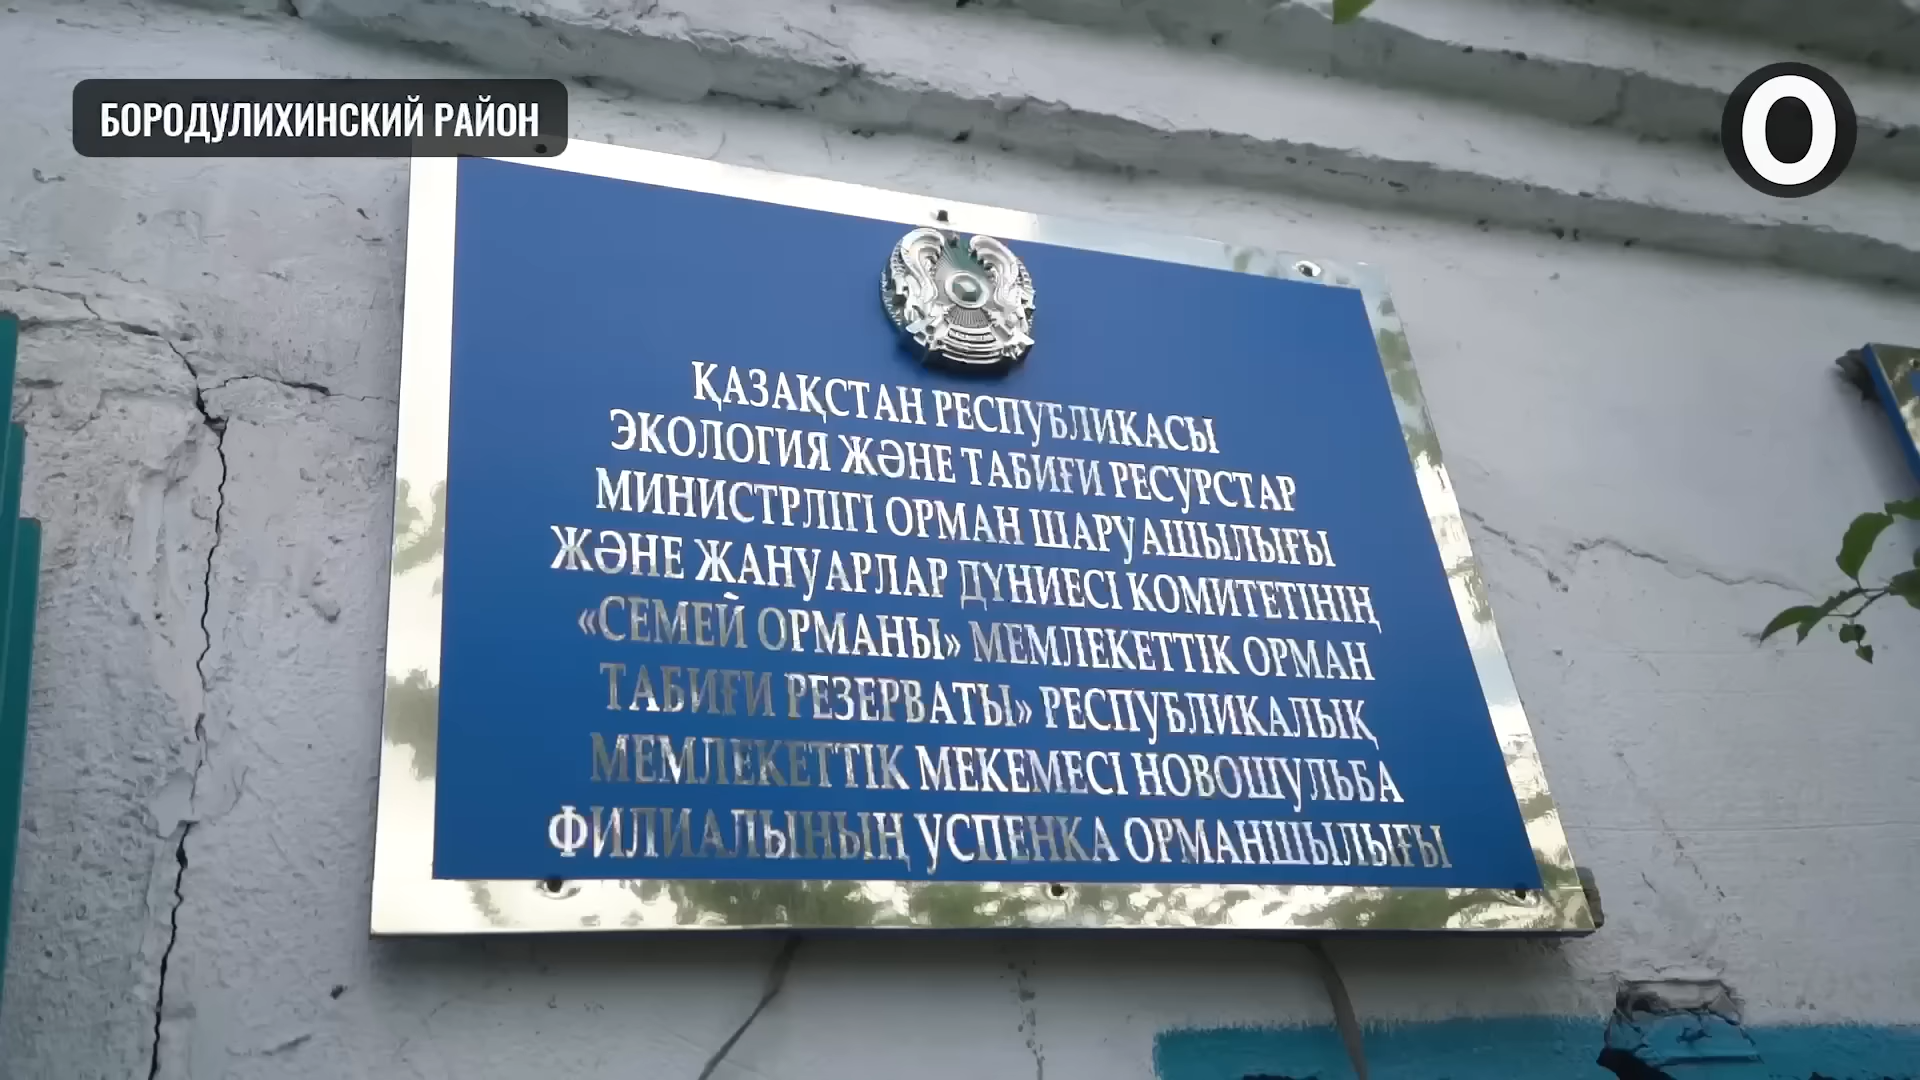 БОРОДУЛИХИНСКИЙ РАЙОН
O
ҚАЗАҚСТАН РЕСПУБЛИКАСЫ
ЭКОЛОГИЯ ЖӘНЕ ТАБИҒИ РЕСУРСТАР
МИНИСТРЛІГІ ОРМАН ШАРУАШЫЛЫҒЫ
ЖӘНЕ ЖАНУАРЛАР ДҮНИЕСІ КОМИТЕТІНІҢ
«СЕМЕЙ ОРМАНЫ» МЕМЛЕКЕТТІК ОРМАН
ТАБИҒИ РЕЗЕРВАТЫ» РЕСПУБЛИКАЛЫҚ
МЕМЛЕКЕТТІК МЕКЕМЕСІ НОВОШУЛЬБА
ФИЛИАЛЫНЫҢ УСПЕНКА ОРМАНШЫЛЫҒЫ